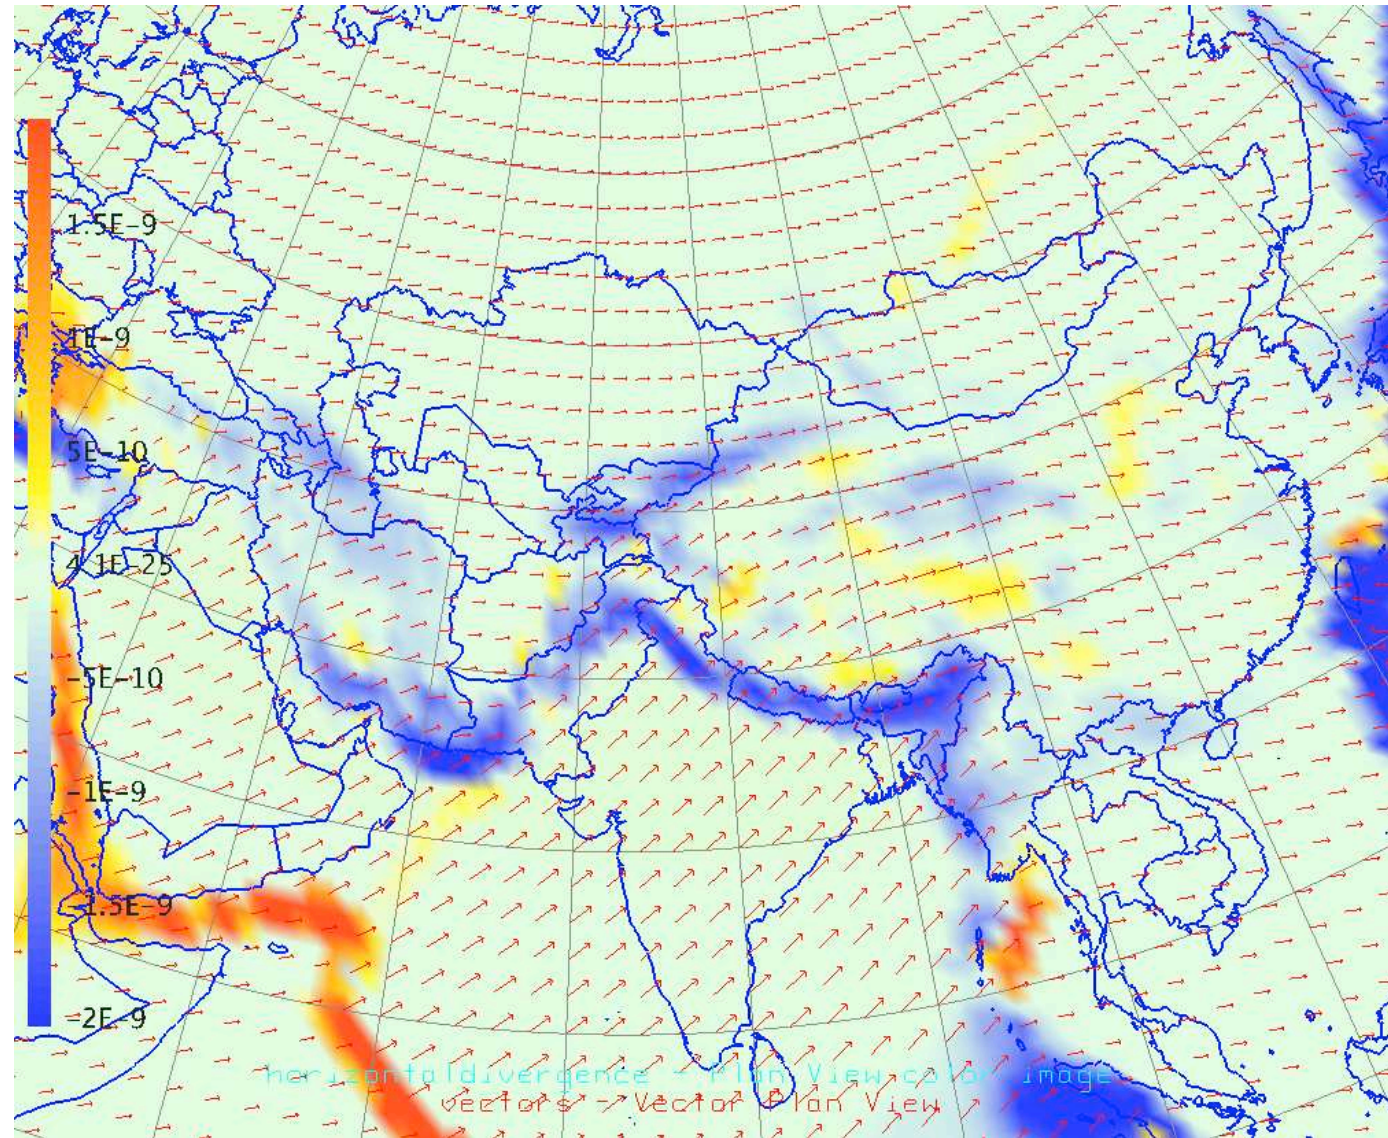 1.5E-9
1E-9
5E-10
4.1E-25
-5E-10
-1E-9
-1.5E-9
-2E-9
horizontaldivergence - Plan View color image
vectors - Vector Plan View